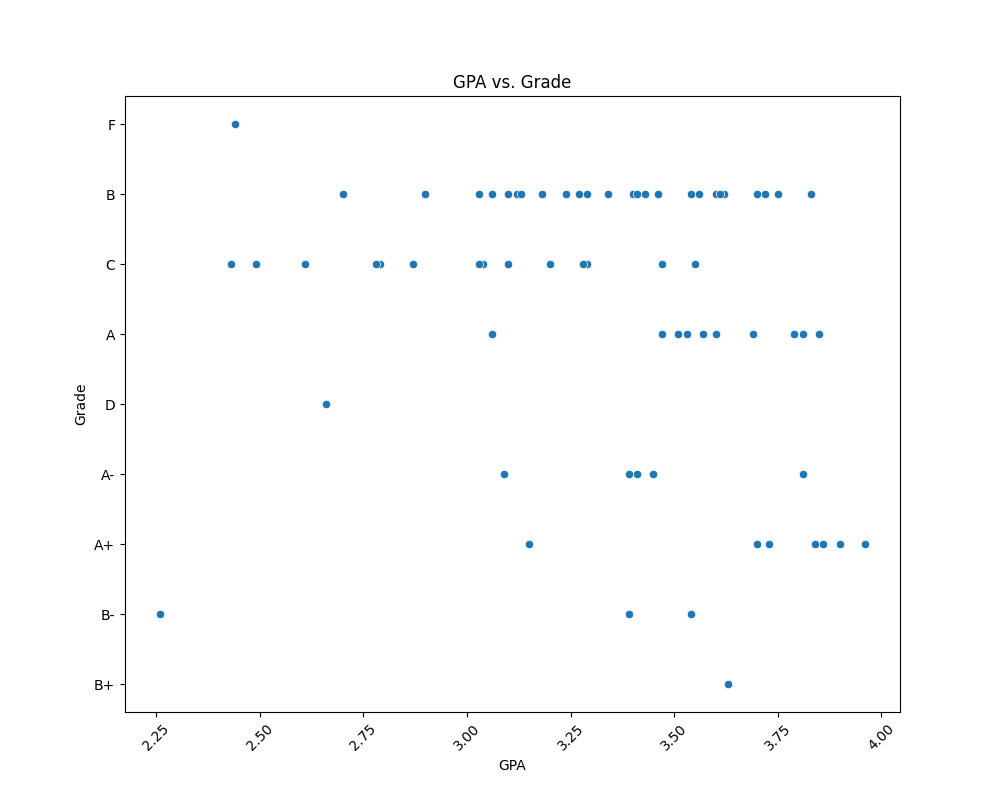 GPA vs. Grade
F
B
C
A
D
A-
A+
B-
B+
Grade
2.25
2.50
2.75
3.00
3.25
3.50
3.75
4.00
GPA